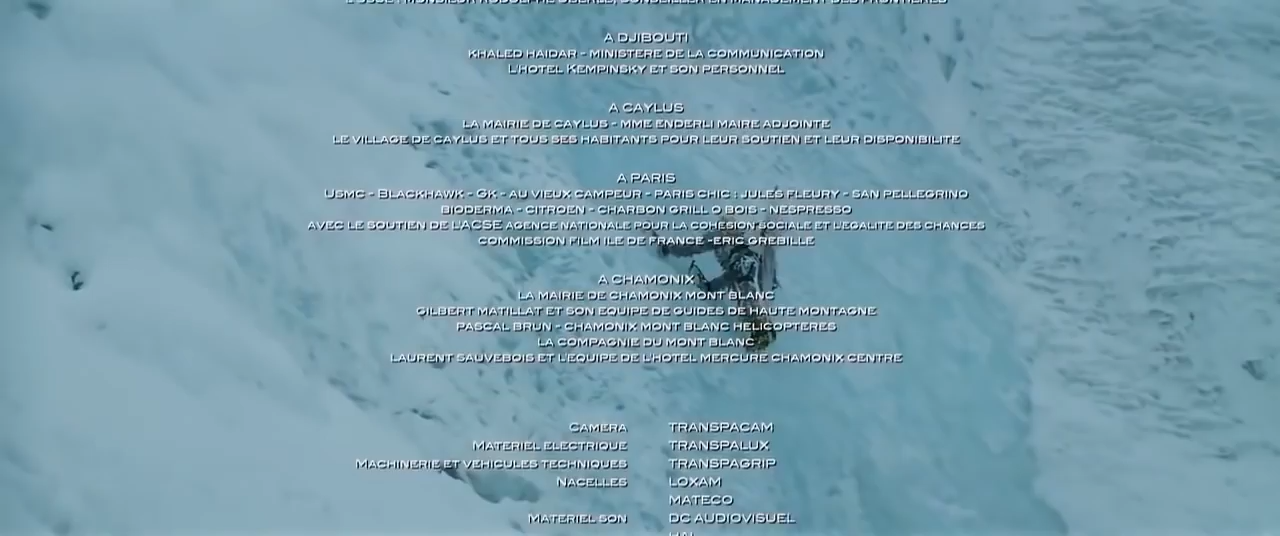 A DJIBOUTI
KHALED HAIDAR - MINISTERE DE LA COMMUNICATION
L'HOTEL KEMPINSKY ET SON PERSONNEL
A CAYLUS
LA MAIRIE DE CAYLUS - MME ENDERLI MAIRE ADJOINTE
LE VILLAGE DE CAYLUS ET TOUS SES HABITANTS POUR LEUR SOUTIEN ET LEUR DISPONIBILITE
A PARIS
USMC - BLACKHAWK - GK - AU VIEUX CAMPEUR - PARIS CHIC : JULES FLEURY - SAN PELLEGRINO
BIODERMA - CITROEN - CHARBON GRILL O BOIS - NESPRESSO
AVEC LE SOUTIEN DE L'ACSE AGENCE NATIONALE POUR LA COHESION SOCIALE ET L'EGALITE DES CHANCES
COMMISSION FILM ILE DE FRANCE -ERIC GREBILLE
A CHAMONIX
LA MAIRIE DE CHAMONIX MONT BLANC
GILBERT MATILLAT ET SON EQUIPE DE GUIDES DE HAUTE MONTAGNE
PASCAL BRUN - CHAMONIX MONT BLANC HELICOPTERES
LA COMPAGNIE DU MONT BLANC
LAURENT SAUVEBOIS ET L'EQUIPE DE L'HOTEL MERCURE CHAMONIX CENTRE
CAMERA TRANSPACAM
MATERIEL ELECTRIQUE TRANSPALUX
MACHINERIE ET VEHICULES TECHNIQUES TRANSPAGRIP
NACELLES LOXAM
MATECO
MATERIEL SON DC AUDIOVISUEL